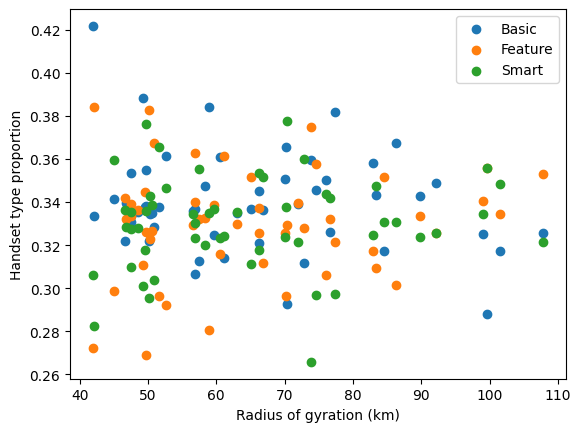 Basic
Feature
Smart
Handset type proportion
0.42
0.40
0.38
0.36
0.34
0.32
0.30
0.28
0.26
40 50 60 70 80 90 100 110
Radius of gyration (km)